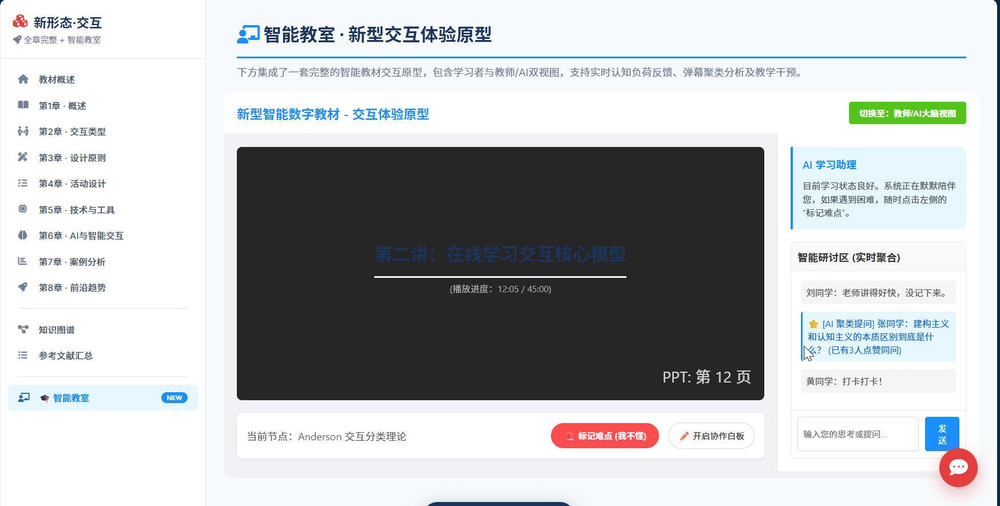 新形态·交互
全章完整 + 智能教室
教材概述
第1章 · 概述
第2章 · 交互类型
第3章 · 设计原则
第4章 · 活动设计
第5章 · 技术与工具
第6章 · AI与智能交互
第7章 · 案例分析
第8章 · 前沿趋势
知识图谱
参考文献汇总
🎓 智能教室 NEW
智能教室 · 新型交互体验原型
下方集成了一套完整的智能教材交互原型，包含学习者与教师/AI双视图，支持实时认知负荷反馈、弹幕聚类分析及教学干预。
新型智能数字教材 - 交互体验原型
切换至：教师/AI大脑视图
第二讲：在线学习交互核心模型
(播放进度：12:05 / 45:00)
PPT: 第 12 页
当前节点：Anderson 交互分类理论
🚨 标记难点 (我不懂)
🖍️ 开启协作白板
AI 学习助理
目前学习状态良好。系统正在默默陪伴
您，如果遇到困难，随时点击左侧的
“标记难点”。
智能研讨区 (实时聚合)
刘同学：老师讲得好快，没记下来。
⭐ [AI 聚类提问] 张同学：建构主义
和认知主义的本质区别到底是什
么？ (已有3人点赞同问)
黄同学：打卡打卡！
输入您的思考或提问...
发
送